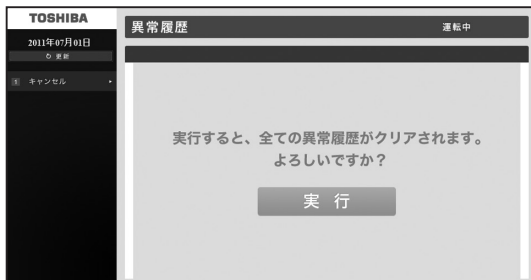 TOSHIBA
2011年07月01日
更新
1 キャンセル
異常履歴
運転中
実行すると、全ての異常履歴がクリアされます。
よろしいですか？
実 行